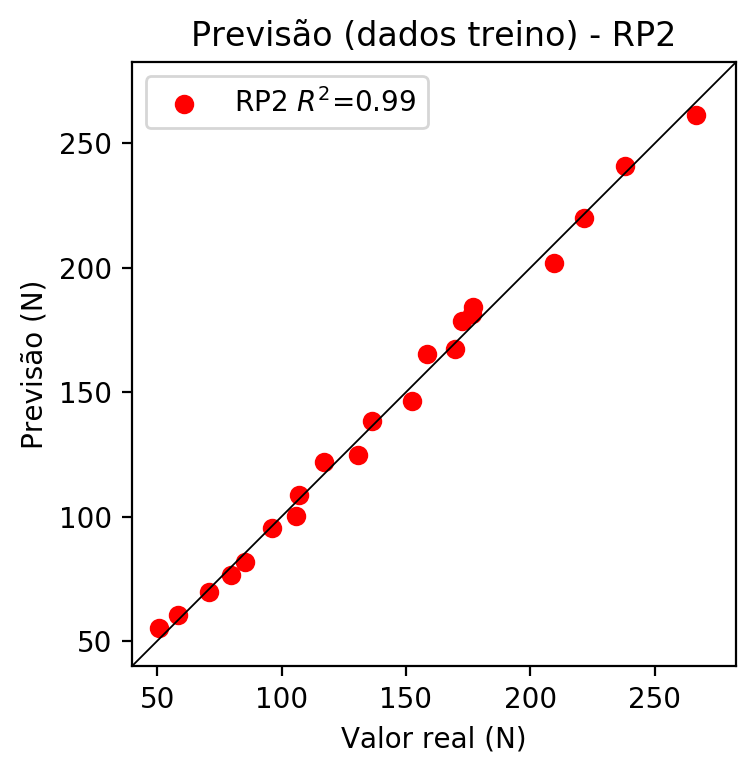 Previsão (dados treino) - RP2
RP2 R²=0.99
Previsão (N)
250
200
150
100
50
50 100 150 200 250
Valor real (N)